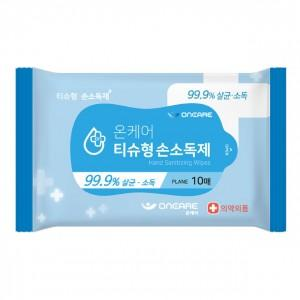 티슈형 손소독제
99.9% 살균·소독
ONCARE
온케어
티슈형 손소독제
Hand Sanitizing Wipes
99.9% 살균·소독
PLANE 10매
ONCARE
온케어
의약외품